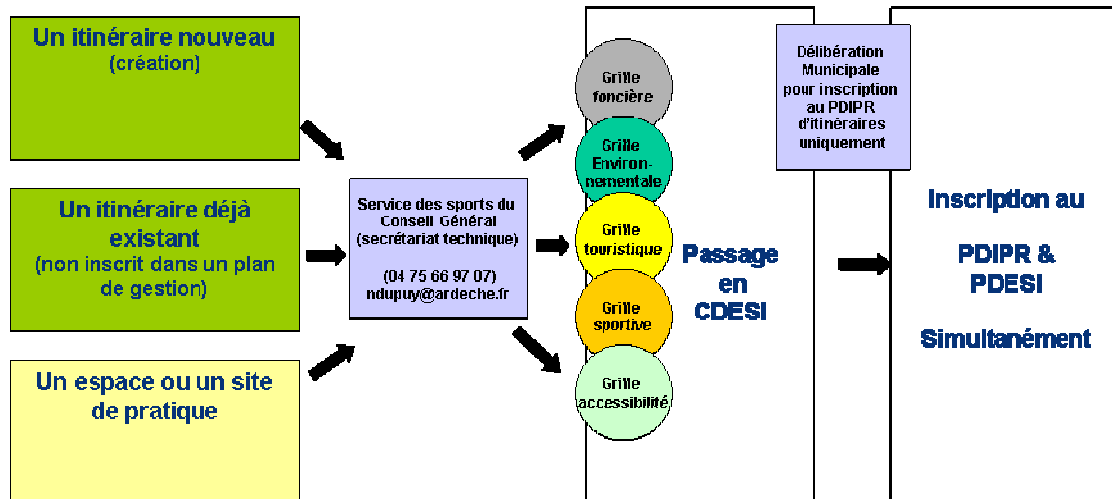 Un itinéraire nouveau
(création)
Un itinéraire déjà
existant
(non inscrit dans un plan
de gestion)
Un espace ou un site
de pratique
Service des sports du
Conseil Général
(secrétariat technique)
(04 75 66 97 07)
ndupuy@ardeche.fr
Grille
foncière
Grille
Environ-
nementale
Grille
touristique
Grille
sportive
Grille
accessibilité
Passage
en
CDESI
Délibération
Municipale
pour inscription
au PDIPR
d'itinéraires
uniquement
Inscription au
PDIPR &
PDESI
Simultanément